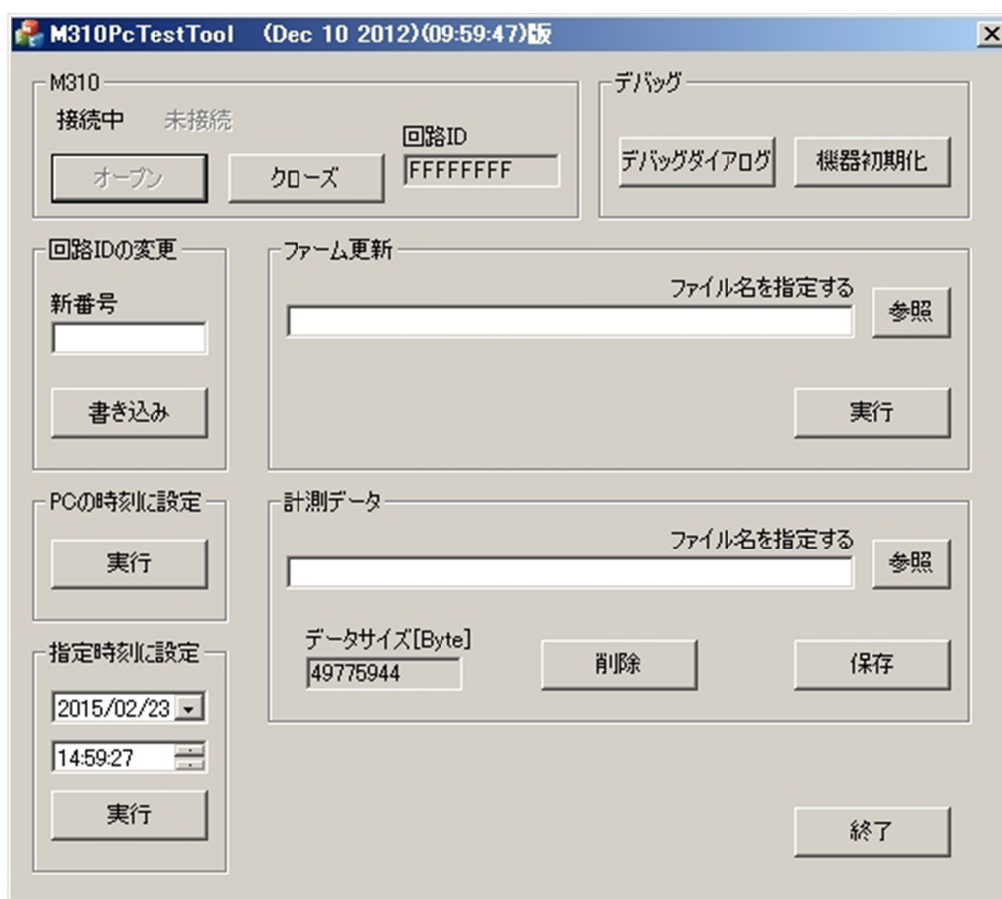 M310PcTestTool (Dec 10 2012)(09:59:47)版
M310
接続中 未接続
オープン
クローズ
回路ID
FFFFFFFF
デバッグ
デバッグダイアログ
機器初期化
回路IDの変更
新番号
書き込み
ファーム更新
ファイル名を指定する
参照
実行
PCの時刻に設定
実行
計測データ
ファイル名を指定する
参照
データサイズ[Byte]
49775944
削除
保存
指定時刻に設定
2015/02/23
14:59:27
実行
終了